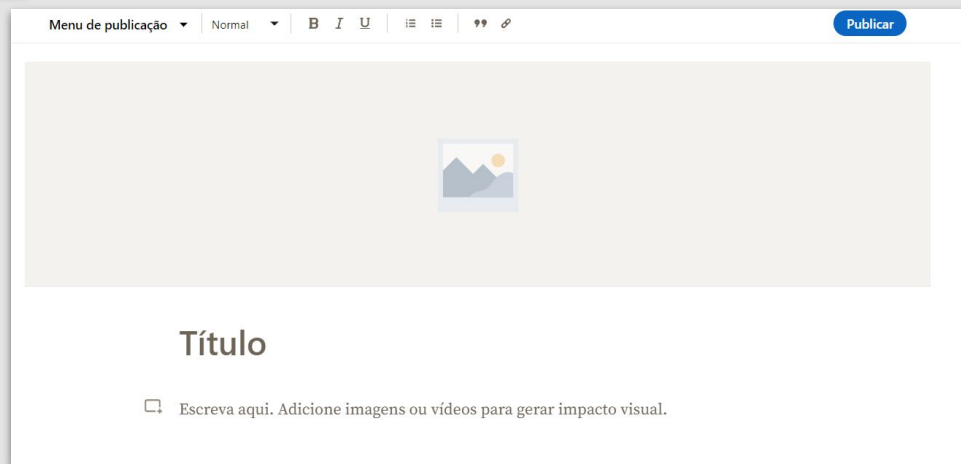 Menu de publicação Normal B I U Publicar
Título
Escreva aqui. Adicione imagens ou vídeos para gerar impacto visual.